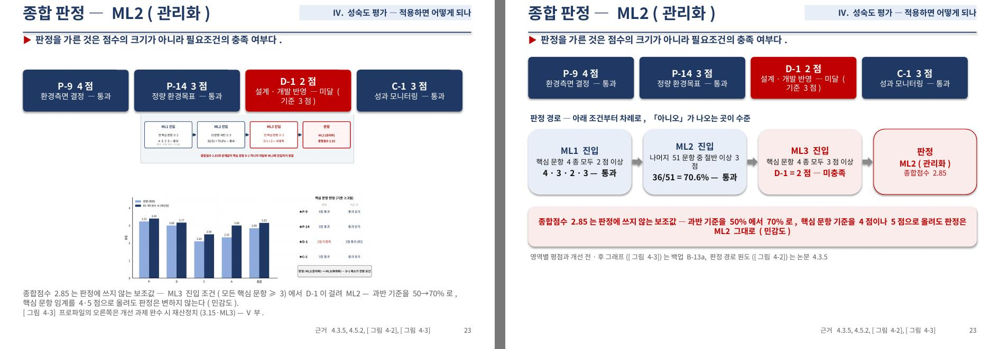 종합 판정 — ML2 ( 관리화 )
IV. 성숙도 평가 — 적용하면 어떻게 되나
▶ 판정을 가른 것은 점수의 크기가 아니라 필요조건의 충족 여부다 .
P-9 4 점
환경측면 결정 — 통과
P-14 3 점
정량 환경목표 — 통과
D-1 2 점
설계 · 개발 반영 — 미달 (
기준 3 점 )
C-1 3 점
성과 모니터링 — 통과
ML1 진입
전 핵심 문항 ≥ 2
4·3·2·3 — 통과
ML2 진입
51문항 과반 ≥ 3
36/51 = 70.6% — 통과
ML3 진입
전 핵심 문항 ≥ 3
D-1 = 2 — 미충족
판정
ML2 (관리화)
종합점수 2.85
종합점수 2.85와 관계없이 핵심 문항 D-1 하나의 미달로 ML3에 진입하지 못함
현행 (확정)
R1~R5 완수 시 (재산정)
평점
4
3
2
1
0
3.23 3.40
3.00 3.17
2.10 2.50
2.33 3.00
2.85 3.15
P D C A 종합
핵심 문항 판정 (기준 ≥3점)
현행 개선 후
★P-9 4점 통과 통과 유지
★P-14 3점 통과 통과 유지
★D-1 2점 미충족 3점 통과 (R3)
★C-1 3점 통과 통과 유지
판정: ML2(관리화) → ML3(체계화) — D-1 해소가 전환 요건
종합점수 2.85 는 판정에 쓰지 않는 보조값 — ML3 진입 조건 ( 모든 핵심 문항 ≥ 3) 에서 D-1 이 걸려 ML2 — 과반 기준을 50→70% 로 ,
핵심 문항 임계를 4·5 점으로 올려도 판정은 변하지 않는다 ( 민감도 ).
[ 그림 4-3] 프로파일의 오른쪽은 개선 과제 완수 시 재산정치 (3.15·ML3) — V 부 .
근거 4.3.5, 4.5.2, [ 그림 4-2], [ 그림 4-3]
23
종합 판정 — ML2 ( 관리화 )
IV. 성숙도 평가 — 적용하면 어떻게 되나
▶ 판정을 가른 것은 점수의 크기가 아니라 필요조건의 충족 여부다 .
P-9 4 점
환경측면 결정 — 통과
P-14 3 점
정량 환경목표 — 통과
D-1 2 점
설계 · 개발 반영 — 미달 (
기준 3 점 )
C-1 3 점
성과 모니터링 — 통과
판정 경로 — 아래 조건부터 차례로 , 「아니오」가 나오는 곳이 수준
ML1 진입
핵심 문항 4 종 모두 2 점 이상
4 · 3 · 2 · 3 — 통과
ML2 진입
나머지 51 문항 중 절반 이상 3
점
36/51 = 70.6% — 통과
ML3 진입
핵심 문항 4 종 모두 3 점 이상
D-1 = 2 점 — 미충족
판정
ML2 ( 관리화 )
종합점수 2.85
종합점수 2.85 는 판정에 쓰지 않는 보조값 — 과반 기준을 50% 에서 70% 로 , 핵심 문항 기준을 4 점이나 5 점으로 올려도 판정은
ML2 그대로 ( 민감도 )
영역별 평점과 개선 전 · 후 그래프 ([ 그림 4-3]) 는 백업 B-13a, 판정 경로 원도 ([ 그림 4-2]) 는 논문 4.3.5
근거 4.3.5, 4.5.2, [ 그림 4-2], [ 그림 4-3]
23